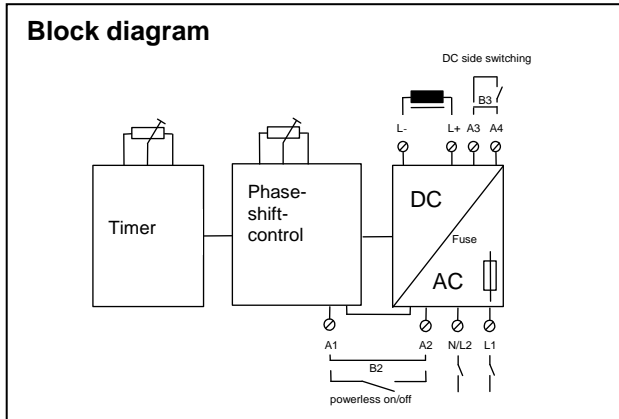 Block diagram
DC side switching
B3
L- L+ A3 A4
Timer
Phase-
shift-
control
DC
Fuse
AC
A1 A2 N/L2 L1
B2
powerless on/off